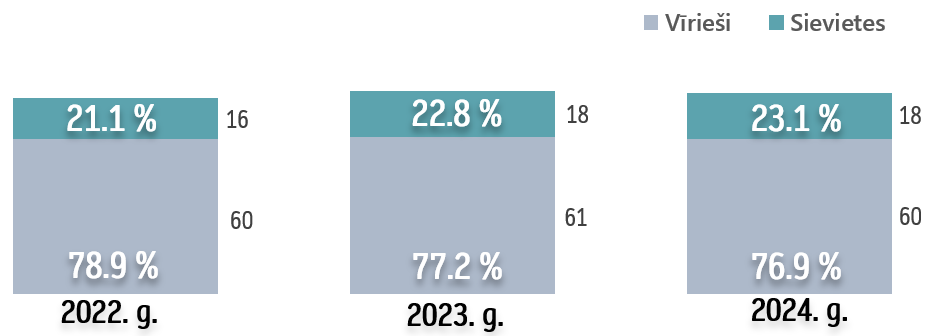 Vīrieši Sievietes
21.1 % 16 22.8 % 18 23.1 % 18
60 61 60
78.9 % 77.2 % 76.9 %
2022. g. 2023. g. 2024. g.